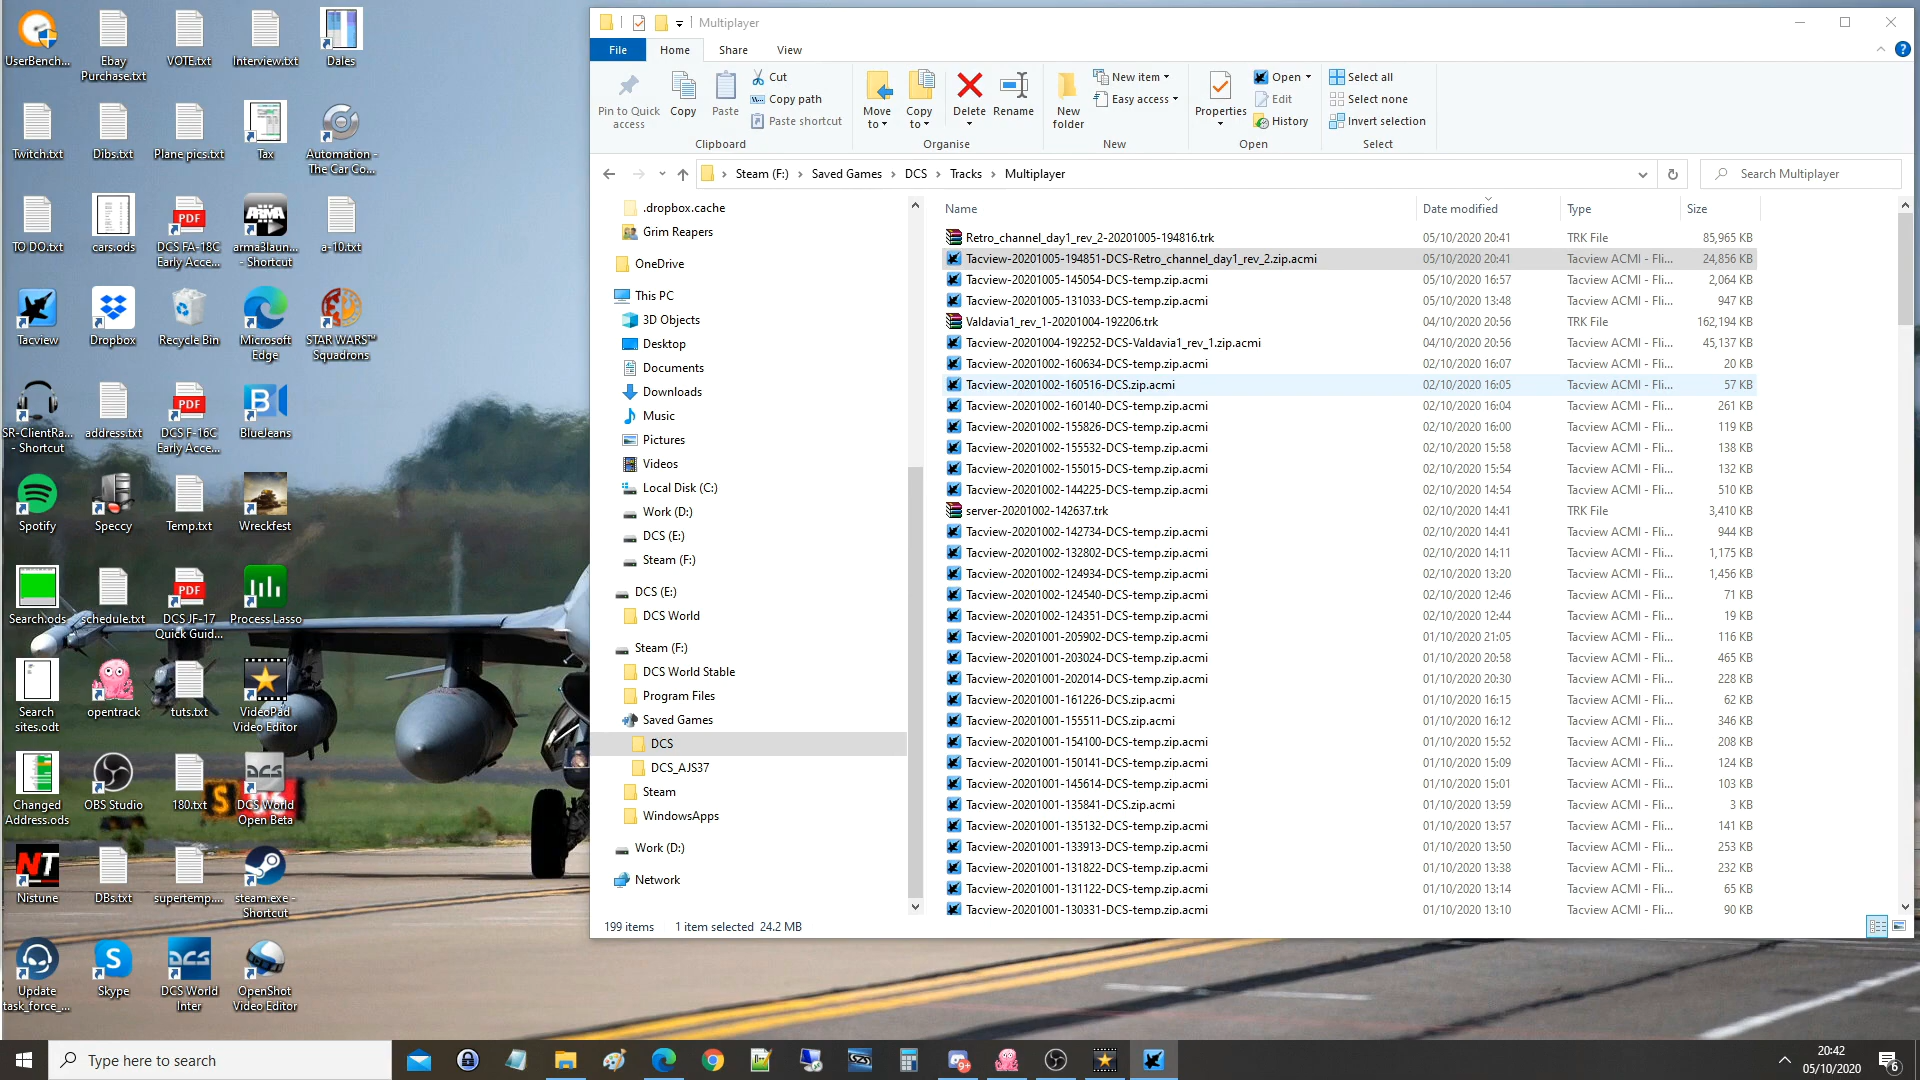 UserBench...
Ebay Purchase.txt
VOTE.txt
Interview.txt
Dales
Twitch.txt
Dibs.txt
Plane pics.txt
Tax
Automation - The Car Co...
TO DO.txt
cars.ods
PDF
DCS FA-18C Early Acce...
ARMA
arma3laun... - Shortcut
a-10.txt
Tacview
Dropbox
Recycle Bin
Microsoft Edge
STAR WARS™ Squadrons
SR-ClientRa... - Shortcut
address.txt
PDF
DCS F-16C Early Acce...
BlueJeans
Spotify
Speccy
Temp.txt
Wreckfest
Search.ods
schedule.txt
PDF
DCS JF-17 Quick Guid...
Process Lasso
Search sites.odt
opentrack
tuts.txt
VideoPad Video Editor
Changed Address.ods
OBS Studio
180.txt
DCS
DCS World Open Beta
NT
Nistune
DBs.txt
supertemp....
steam.exe - Shortcut
Update task_force_...
Skype
DCS
DCS World Inter
OpenShot Video Editor
Multiplayer
File
Home
Share
View
Pin to Quick access
Copy
Paste
Cut
Copy path
Paste shortcut
Clipboard
Move to
Copy to
Delete
Rename
Organise
New folder
New item
Easy access
New
Properties
Open
Edit
History
Open
Select all
Select none
Invert selection
Select
Steam (F:) › Saved Games › DCS › Tracks › Multiplayer
Search Multiplayer
.dropbox.cache
Grim Reapers
OneDrive
This PC
3D Objects
Desktop
Documents
Downloads
Music
Pictures
Videos
Local Disk (C:)
Work (D:)
DCS (E:)
Steam (F:)
DCS (E:)
DCS World
Steam (F:)
DCS World Stable
Program Files
Saved Games
DCS
DCS_AJS37
Steam
WindowsApps
Work (D:)
Network
Name Date modified Type Size
Retro_channel_day1_rev_2-20201005-194816.trk 05/10/2020 20:41 TRK File 85,965 KB
Tacview-20201005-194851-DCS-Retro_channel_day1_rev_2.zip.acmi 05/10/2020 20:41 Tacview ACMI - Fli... 24,856 KB
Tacview-20201005-145054-DCS-temp.zip.acmi 05/10/2020 16:57 Tacview ACMI - Fli... 2,064 KB
Tacview-20201005-131033-DCS-temp.zip.acmi 05/10/2020 13:48 Tacview ACMI - Fli... 947 KB
Valdavia1_rev_1-20201004-192206.trk 04/10/2020 20:56 TRK File 162,194 KB
Tacview-20201004-192252-DCS-Valdavia1_rev_1.zip.acmi 04/10/2020 20:56 Tacview ACMI - Fli... 45,137 KB
Tacview-20201002-160634-DCS-temp.zip.acmi 02/10/2020 16:07 Tacview ACMI - Fli... 20 KB
Tacview-20201002-160516-DCS.zip.acmi 02/10/2020 16:05 Tacview ACMI - Fli... 57 KB
Tacview-20201002-160140-DCS-temp.zip.acmi 02/10/2020 16:04 Tacview ACMI - Fli... 261 KB
Tacview-20201002-155826-DCS-temp.zip.acmi 02/10/2020 16:00 Tacview ACMI - Fli... 119 KB
Tacview-20201002-155532-DCS-temp.zip.acmi 02/10/2020 15:58 Tacview ACMI - Fli... 138 KB
Tacview-20201002-155015-DCS-temp.zip.acmi 02/10/2020 15:54 Tacview ACMI - Fli... 132 KB
Tacview-20201002-144225-DCS-temp.zip.acmi 02/10/2020 14:54 Tacview ACMI - Fli... 510 KB
server-20201002-142637.trk 02/10/2020 14:41 TRK File 3,410 KB
Tacview-20201002-142734-DCS-temp.zip.acmi 02/10/2020 14:41 Tacview ACMI - Fli... 944 KB
Tacview-20201002-132802-DCS-temp.zip.acmi 02/10/2020 14:11 Tacview ACMI - Fli... 1,175 KB
Tacview-20201002-124934-DCS-temp.zip.acmi 02/10/2020 13:20 Tacview ACMI - Fli... 1,456 KB
Tacview-20201002-124540-DCS-temp.zip.acmi 02/10/2020 12:46 Tacview ACMI - Fli... 71 KB
Tacview-20201002-124351-DCS-temp.zip.acmi 02/10/2020 12:44 Tacview ACMI - Fli... 19 KB
Tacview-20201001-205902-DCS-temp.zip.acmi 01/10/2020 21:05 Tacview ACMI - Fli... 116 KB
Tacview-20201001-203024-DCS-temp.zip.acmi 01/10/2020 20:58 Tacview ACMI - Fli... 465 KB
Tacview-20201001-202014-DCS-temp.zip.acmi 01/10/2020 20:30 Tacview ACMI - Fli... 228 KB
Tacview-20201001-161226-DCS.zip.acmi 01/10/2020 16:15 Tacview ACMI - Fli... 62 KB
Tacview-20201001-155511-DCS.zip.acmi 01/10/2020 16:12 Tacview ACMI - Fli... 346 KB
Tacview-20201001-154100-DCS-temp.zip.acmi 01/10/2020 15:52 Tacview ACMI - Fli... 208 KB
Tacview-20201001-150141-DCS-temp.zip.acmi 01/10/2020 15:09 Tacview ACMI - Fli... 124 KB
Tacview-20201001-145614-DCS-temp.zip.acmi 01/10/2020 15:01 Tacview ACMI - Fli... 103 KB
Tacview-20201001-135841-DCS.zip.acmi 01/10/2020 13:59 Tacview ACMI - Fli... 3 KB
Tacview-20201001-135132-DCS-temp.zip.acmi 01/10/2020 13:57 Tacview ACMI - Fli... 141 KB
Tacview-20201001-133913-DCS-temp.zip.acmi 01/10/2020 13:50 Tacview ACMI - Fli... 253 KB
Tacview-20201001-131822-DCS-temp.zip.acmi 01/10/2020 13:38 Tacview ACMI - Fli... 232 KB
Tacview-20201001-131122-DCS-temp.zip.acmi 01/10/2020 13:14 Tacview ACMI - Fli... 65 KB
Tacview-20201001-130331-DCS-temp.zip.acmi 01/10/2020 13:10 Tacview ACMI - Fli... 90 KB
199 items 1 item selected 24.2 MB
Type here to search
9+
20:42
05/10/2020
6